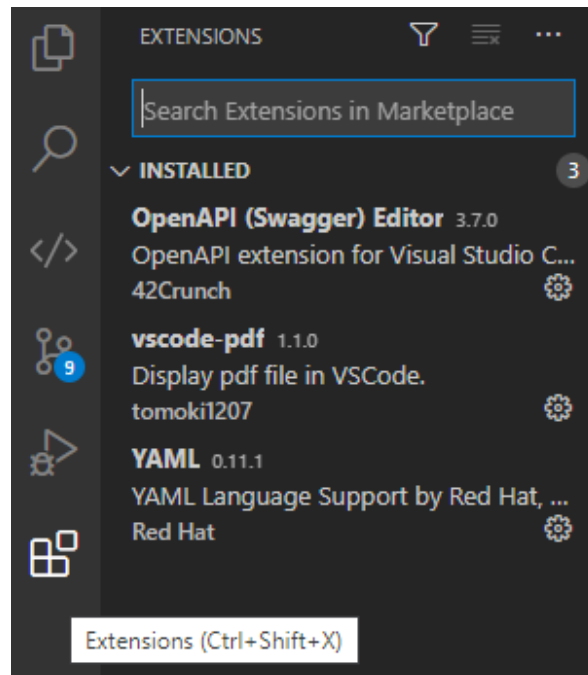 EXTENSIONS
Search Extensions in Marketplace
INSTALLED 3
OpenAPI (Swagger) Editor 3.7.0
OpenAPI extension for Visual Studio C...
42Crunch
vscode-pdf 1.1.0
Display pdf file in VSCode.
tomoki1207
YAML 0.11.1
YAML Language Support by Red Hat, ...
Red Hat
9
Extensions (Ctrl+Shift+X)